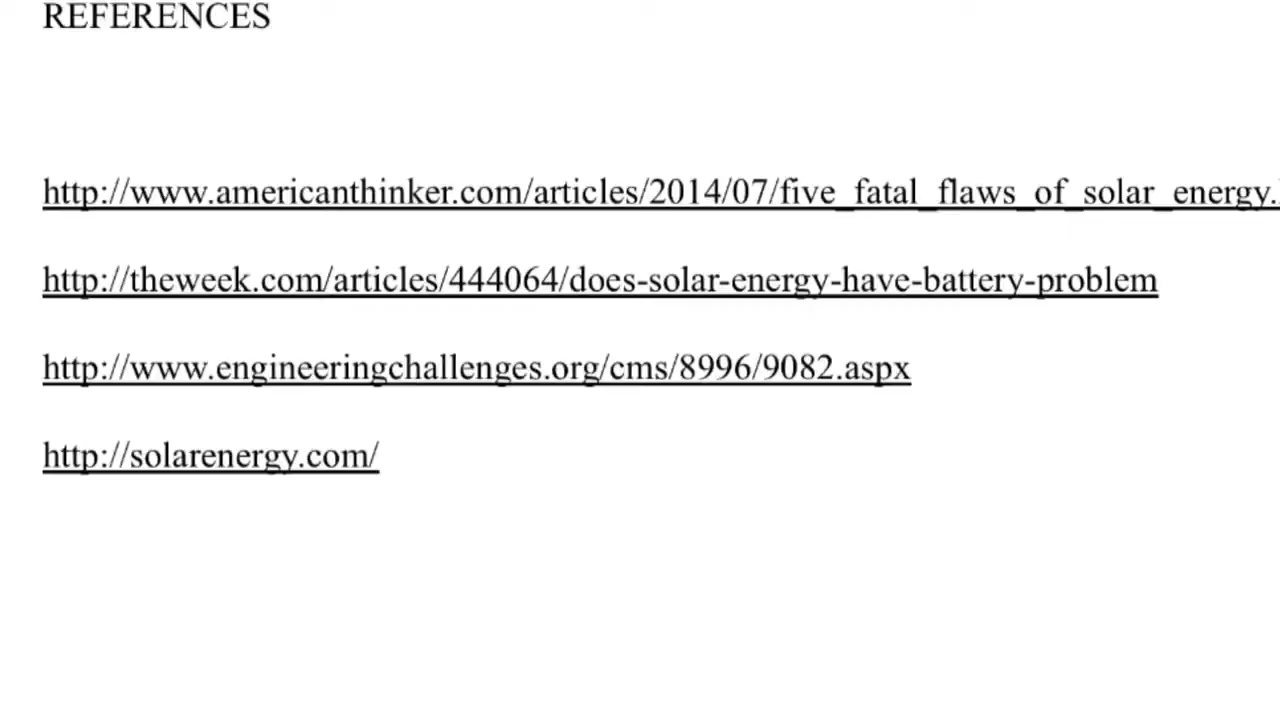 REFERENCES
http://www.americanthinker.com/articles/2014/07/five_fatal_flaws_of_solar_energy.
http://theweek.com/articles/444064/does-solar-energy-have-battery-problem
http://www.engineeringchallenges.org/cms/8996/9082.aspx
http://solarenergy.com/